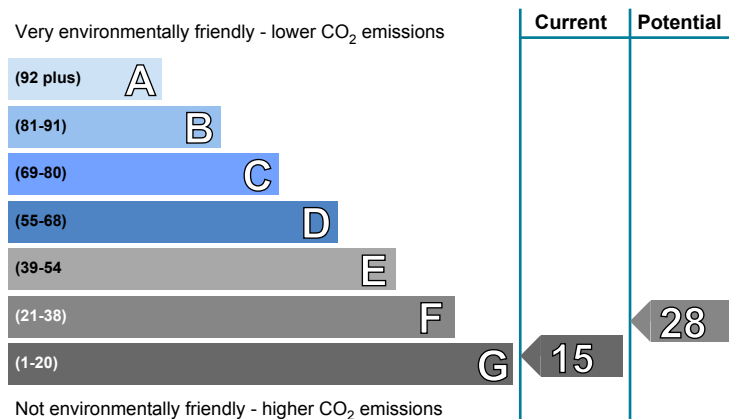 Current Potential
Very environmentally friendly - lower CO₂ emissions
(92 plus) A
(81-91) B
(69-80) C
(55-68) D
(39-54 E
(21-38) F 28
(1-20) G 15
Not environmentally friendly - higher CO₂ emissions